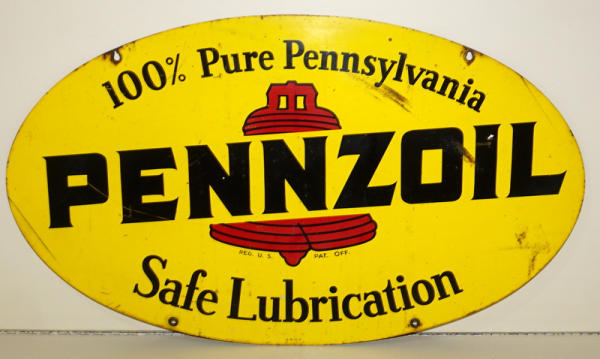 100% Pure Pennsylvania
PENNZOIL
REG. U.S. PAT. OFF.
Safe Lubrication